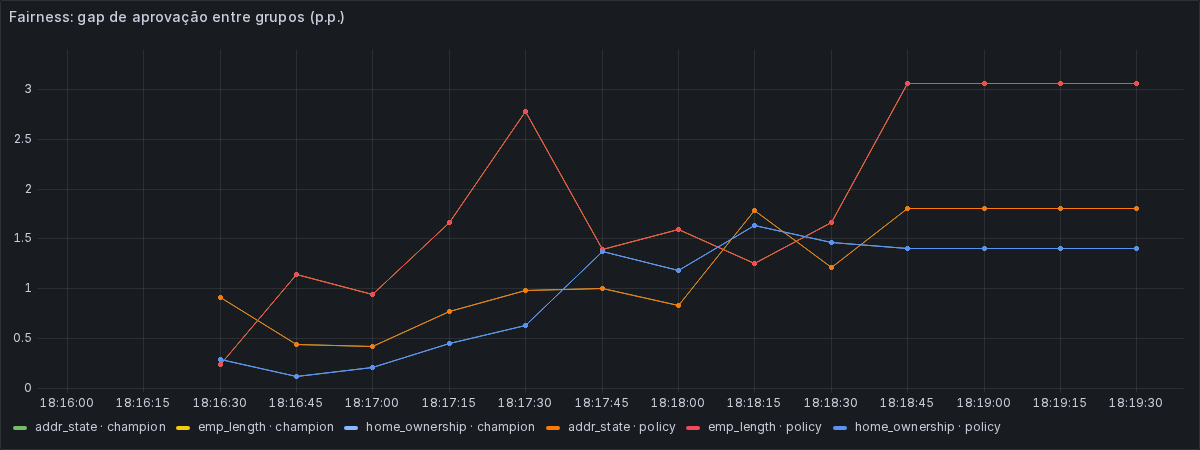 Fairness: gap de aprovação entre grupos (p.p.)
3
2.5
2
1.5
1
0.5
0
18:16:00 18:16:15 18:16:30 18:16:45 18:17:00 18:17:15 18:17:30 18:17:45 18:18:00 18:18:15 18:18:30 18:18:45 18:19:00 18:19:15 18:19:30
addr_state · champion emp_length · champion home_ownership · champion addr_state · policy emp_length · policy home_ownership · policy